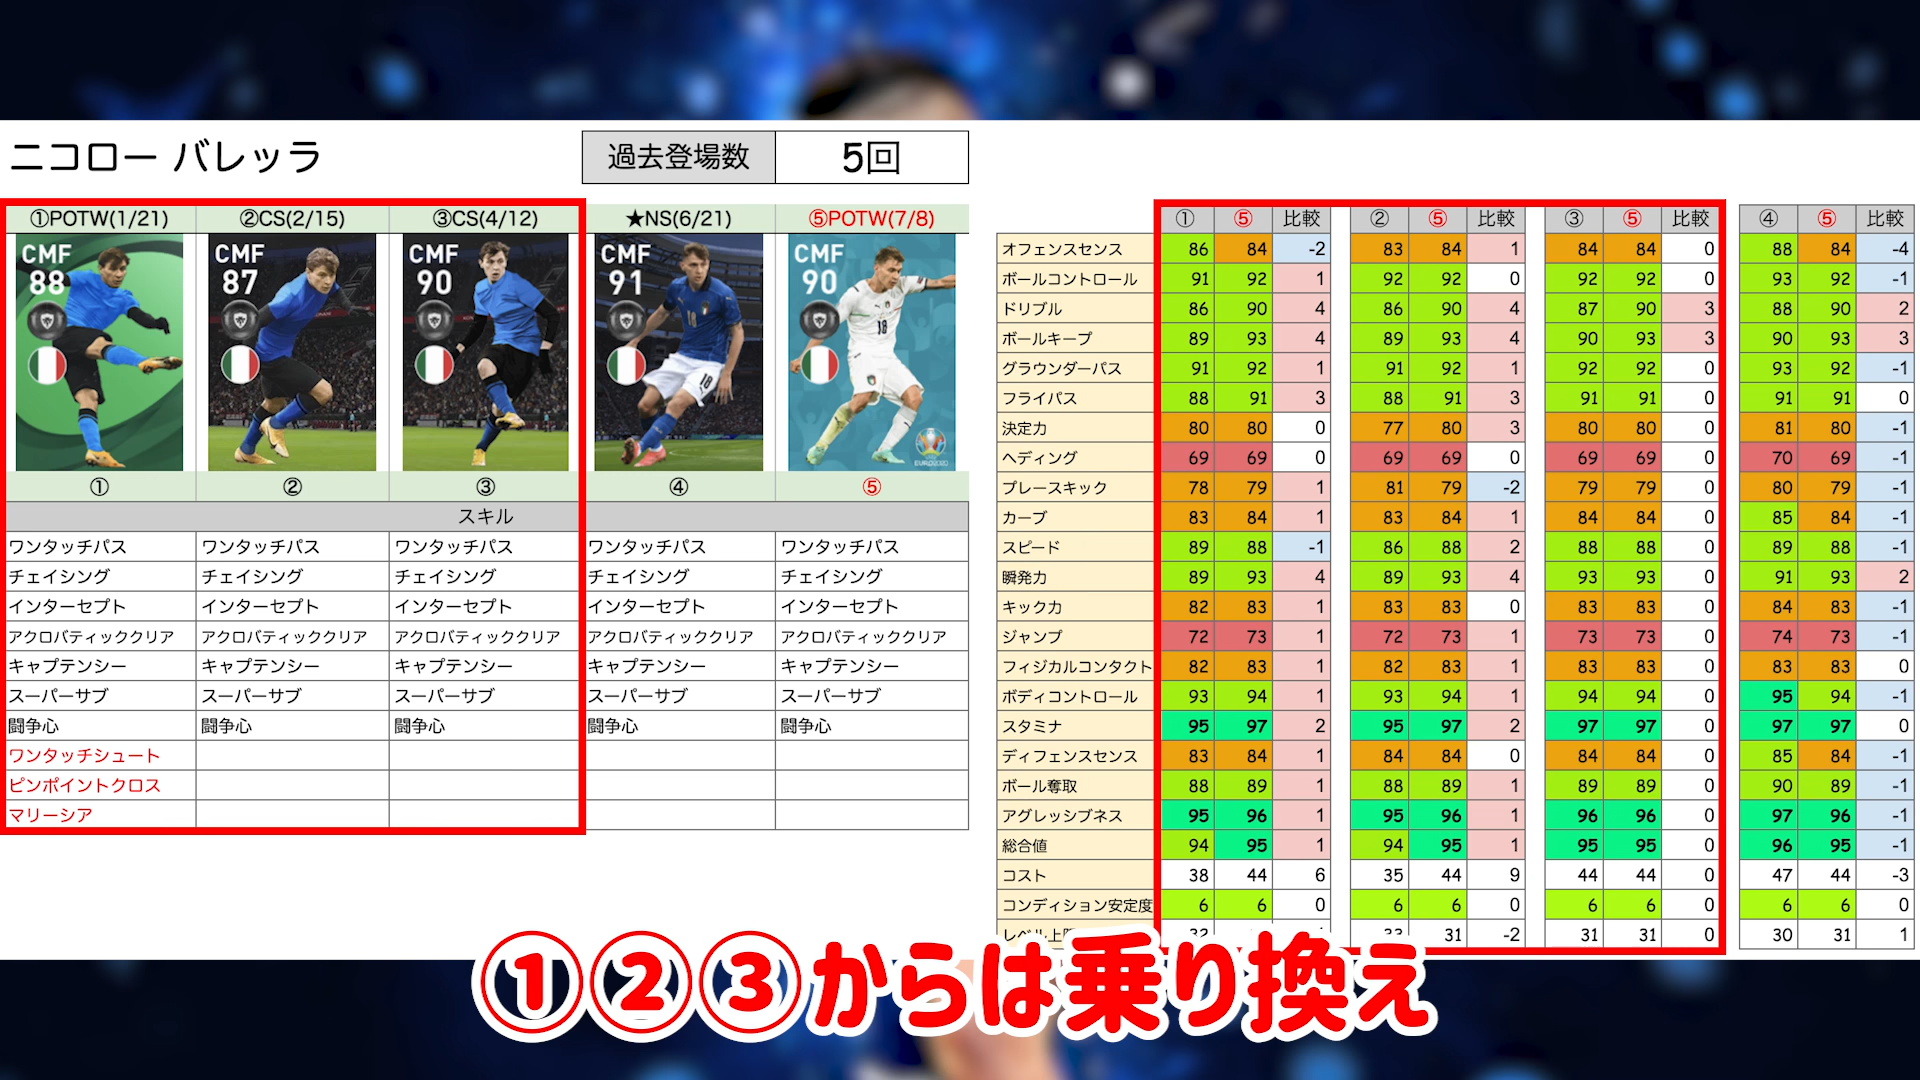 ニコロー バレッラ
過去登場数 5回
①POTW(1/21) ②CS(2/15) ③CS(4/12) ★NS(6/21) ⑤POTW(7/8)
CMF 88 CMF 87 CMF 90 CMF 91 CMF 90
① ② ③ ④ ⑤
スキル
ワンタッチパス ワンタッチパス ワンタッチパス ワンタッチパス ワンタッチパス
チェイシング チェイシング チェイシング チェイシング チェイシング
インターセプト インターセプト インターセプト インターセプト インターセプト
アクロバティッククリア アクロバティッククリア アクロバティッククリア アクロバティッククリア アクロバティッククリア
キャプテンシー キャプテンシー キャプテンシー キャプテンシー キャプテンシー
スーパーサブ スーパーサブ スーパーサブ スーパーサブ スーパーサブ
闘争心 闘争心 闘争心 闘争心 闘争心
ワンタッチシュート
ピンポイントクロス
マリーシア
① ⑤ 比較 ② ⑤ 比較 ③ ⑤ 比較 ④ ⑤ 比較
オフェンスセンス 86 84 -2 83 84 1 84 84 0 88 84 -4
ボールコントロール 91 92 1 92 92 0 92 92 0 93 92 -1
ドリブル 86 90 4 86 90 4 87 90 3 88 90 2
ボールキープ 89 93 4 89 93 4 90 93 3 90 93 3
グラウンダーパス 91 92 1 91 92 1 92 92 0 93 92 -1
フライパス 88 91 3 88 91 3 91 91 0 91 91 0
決定力 80 80 0 77 80 3 80 80 0 81 80 -1
ヘディング 69 69 0 69 69 0 69 69 0 70 69 -1
プレースキック 78 79 1 81 79 -2 79 79 0 80 79 -1
カーブ 83 84 1 83 84 1 84 84 0 85 84 -1
スピード 89 88 -1 86 88 2 88 88 0 89 88 -1
瞬発力 89 93 4 89 93 4 93 93 0 91 93 2
キック力 82 83 1 83 83 0 83 83 0 84 83 -1
ジャンプ 72 73 1 72 73 1 73 73 0 74 73 -1
フィジカルコンタクト 82 83 1 82 83 1 83 83 0 83 83 0
ボディコントロール 93 94 1 93 94 1 94 94 0 95 94 -1
スタミナ 95 97 2 95 97 2 97 97 0 97 97 0
ディフェンスセンス 83 84 1 84 84 0 84 84 0 85 84 -1
ボール奪取 88 89 1 88 89 1 89 89 0 90 89 -1
アグレッシブネス 95 96 1 95 96 1 96 96 0 97 96 -1
総合値 94 95 1 94 95 1 95 95 0 96 95 -1
コスト 38 44 6 35 44 9 44 44 0 47 44 -3
コンディション安定度 6 6 0 6 6 0 6 6 0 6 6 0
レベル上 33 31 -2 31 31 0 30 31 1
①②③からは乗り換え